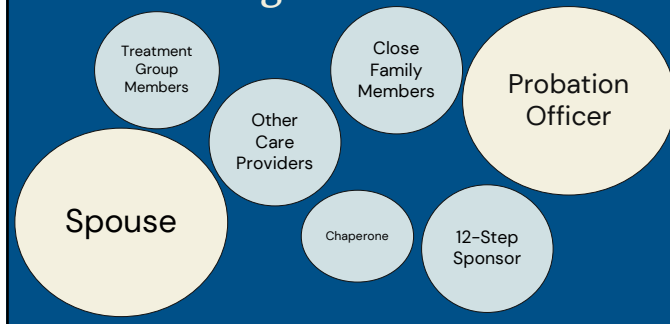 Treatment
Group
Members
Close
Family
Members
Probation
Officer
Other
Care
Providers
Spouse
Chaperone
12-Step
Sponsor